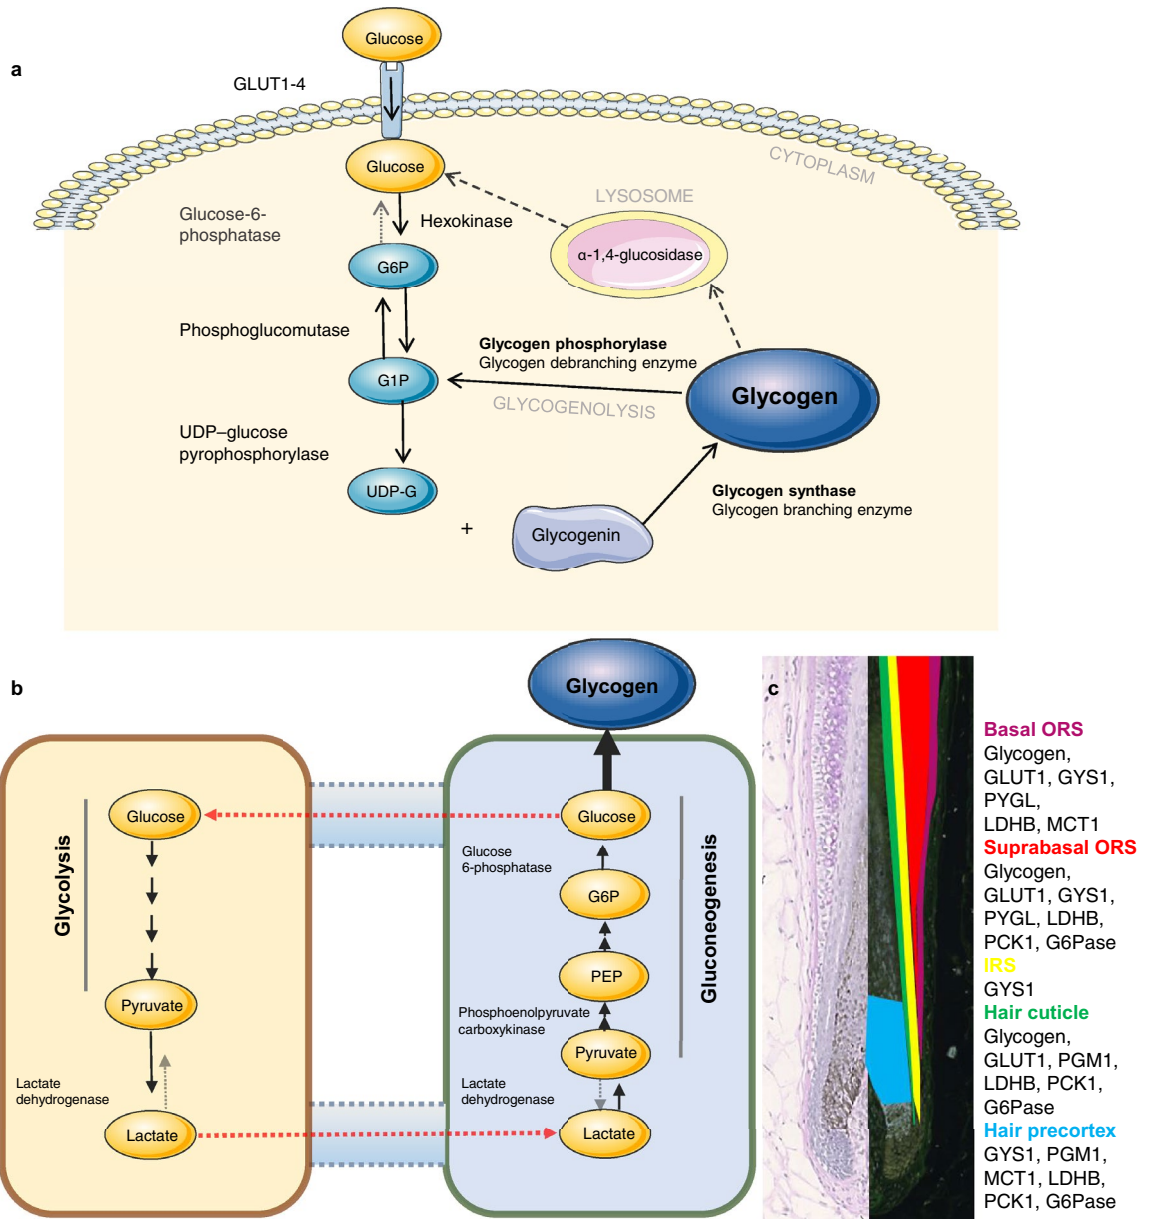 a
Glucose
GLUT1-4
Glucose
CYTOPLASM
LYSOSOME
Glucose-6-
phosphatase
Hexokinase
α-1,4-glucosidase
G6P
Phosphoglucomutase
Glycogen phosphorylase
Glycogen debranching enzyme
G1P
GLYCOGENOLYSIS
Glycogen
UDP–glucose
pyrophosphorylase
UDP-G
Glycogen synthase
Glycogen branching enzyme
+
Glycogenin
b
Glycogen
Glycolysis
Glucose
Pyruvate
Lactate
dehydrogenase
Lactate
Glucose
Glucose
6-phosphatase
G6P
Gluconeogenesis
PEP
Phosphoenolpyruvate
carboxykinase
Pyruvate
Lactate
dehydrogenase
Lactate
c
Basal ORS
Glycogen,
GLUT1, GYS1,
PYGL,
LDHB, MCT1
Suprabasal ORS
Glycogen,
GLUT1, GYS1,
PYGL, LDHB,
PCK1, G6Pase
IRS
GYS1
Hair cuticle
Glycogen,
GLUT1, PGM1,
LDHB, PCK1,
G6Pase
Hair precortex
GYS1, PGM1,
MCT1, LDHB,
PCK1, G6Pase